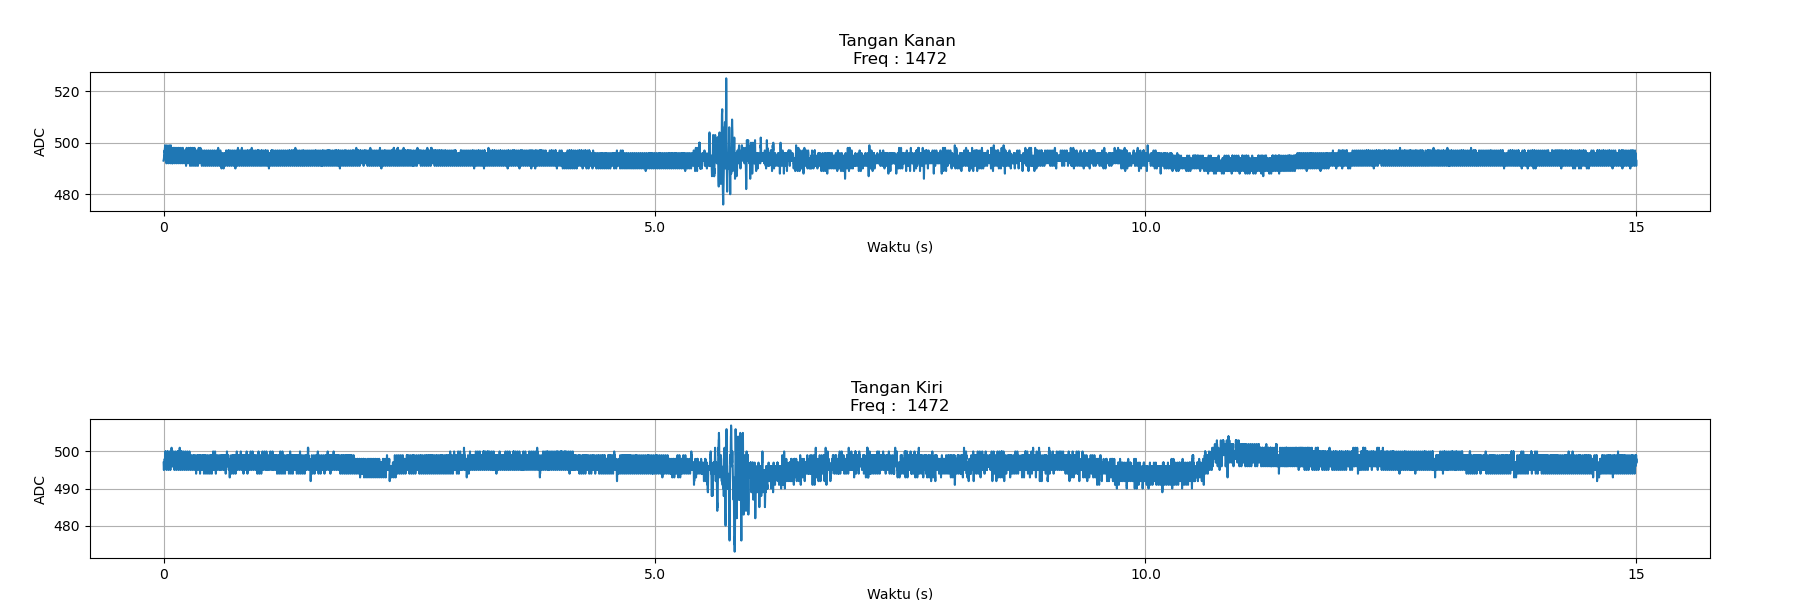 Tangan Kanan
Freq : 1472
520
500
480
ADC
0 5.0 10.0 15
Waktu (s)
Tangan Kiri
Freq :  1472
500
490
480
ADC
0 5.0 10.0 15
Waktu (s)